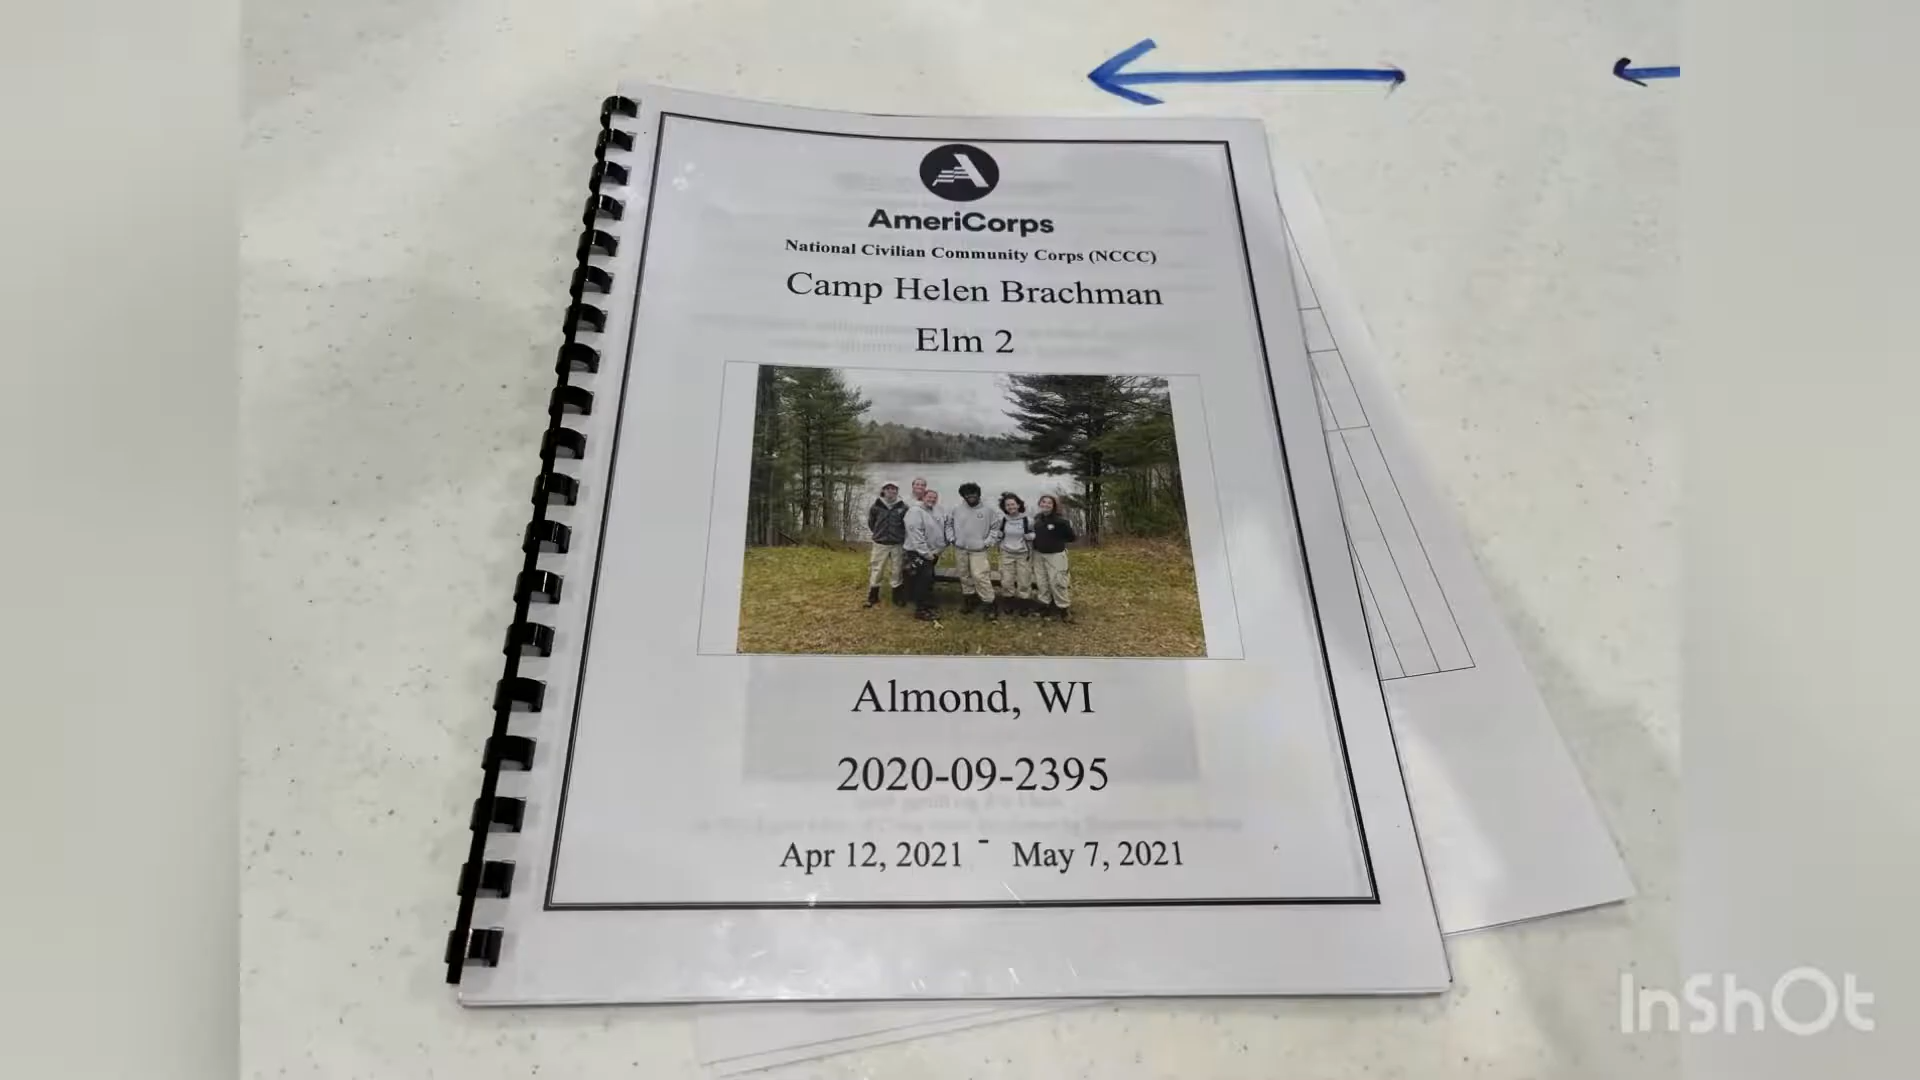 AmeriCorps
National Civilian Community Corps (NCCC)
Camp Helen Brachman
Elm 2
Almond, WI
2020-09-2395
Apr 12, 2021 - May 7, 2021
InShOt